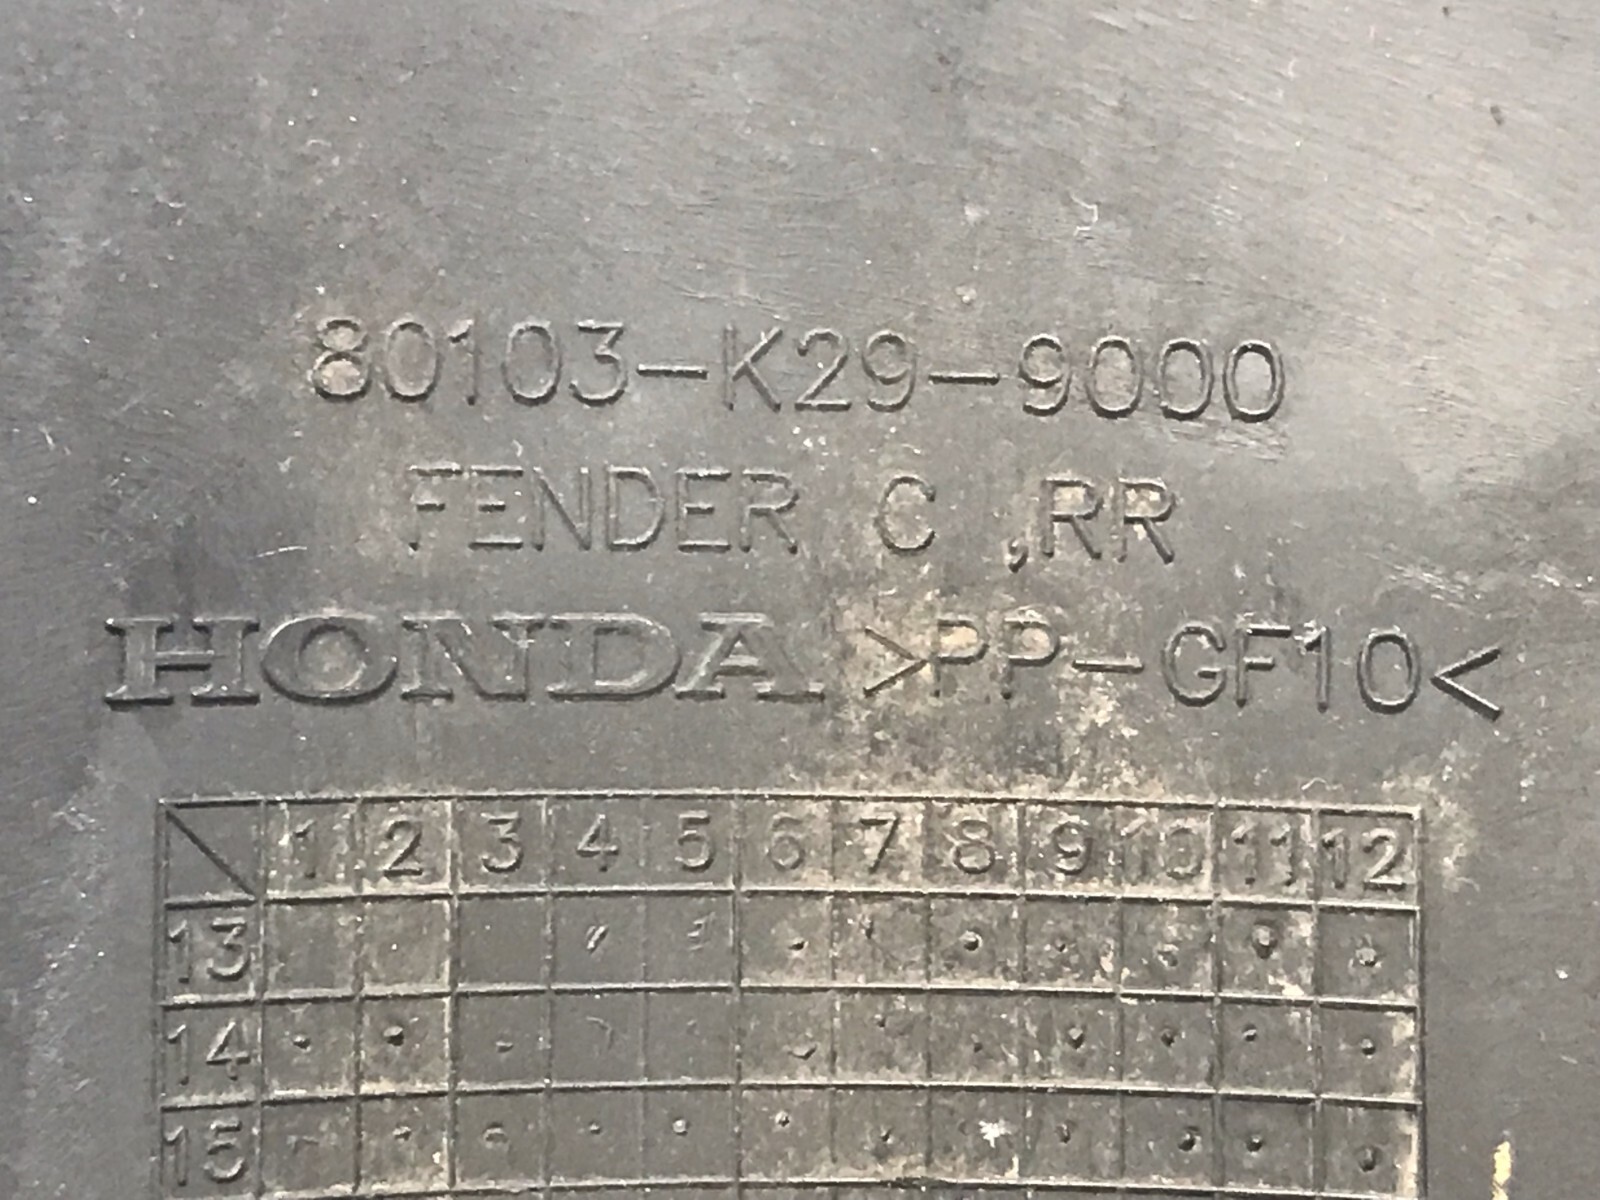 80103-K29-9000
FENDER C ,RR
HONDA >PP-GF10<
1 2 3 4 5 6 7 8 9 10 11 12
13
14
15